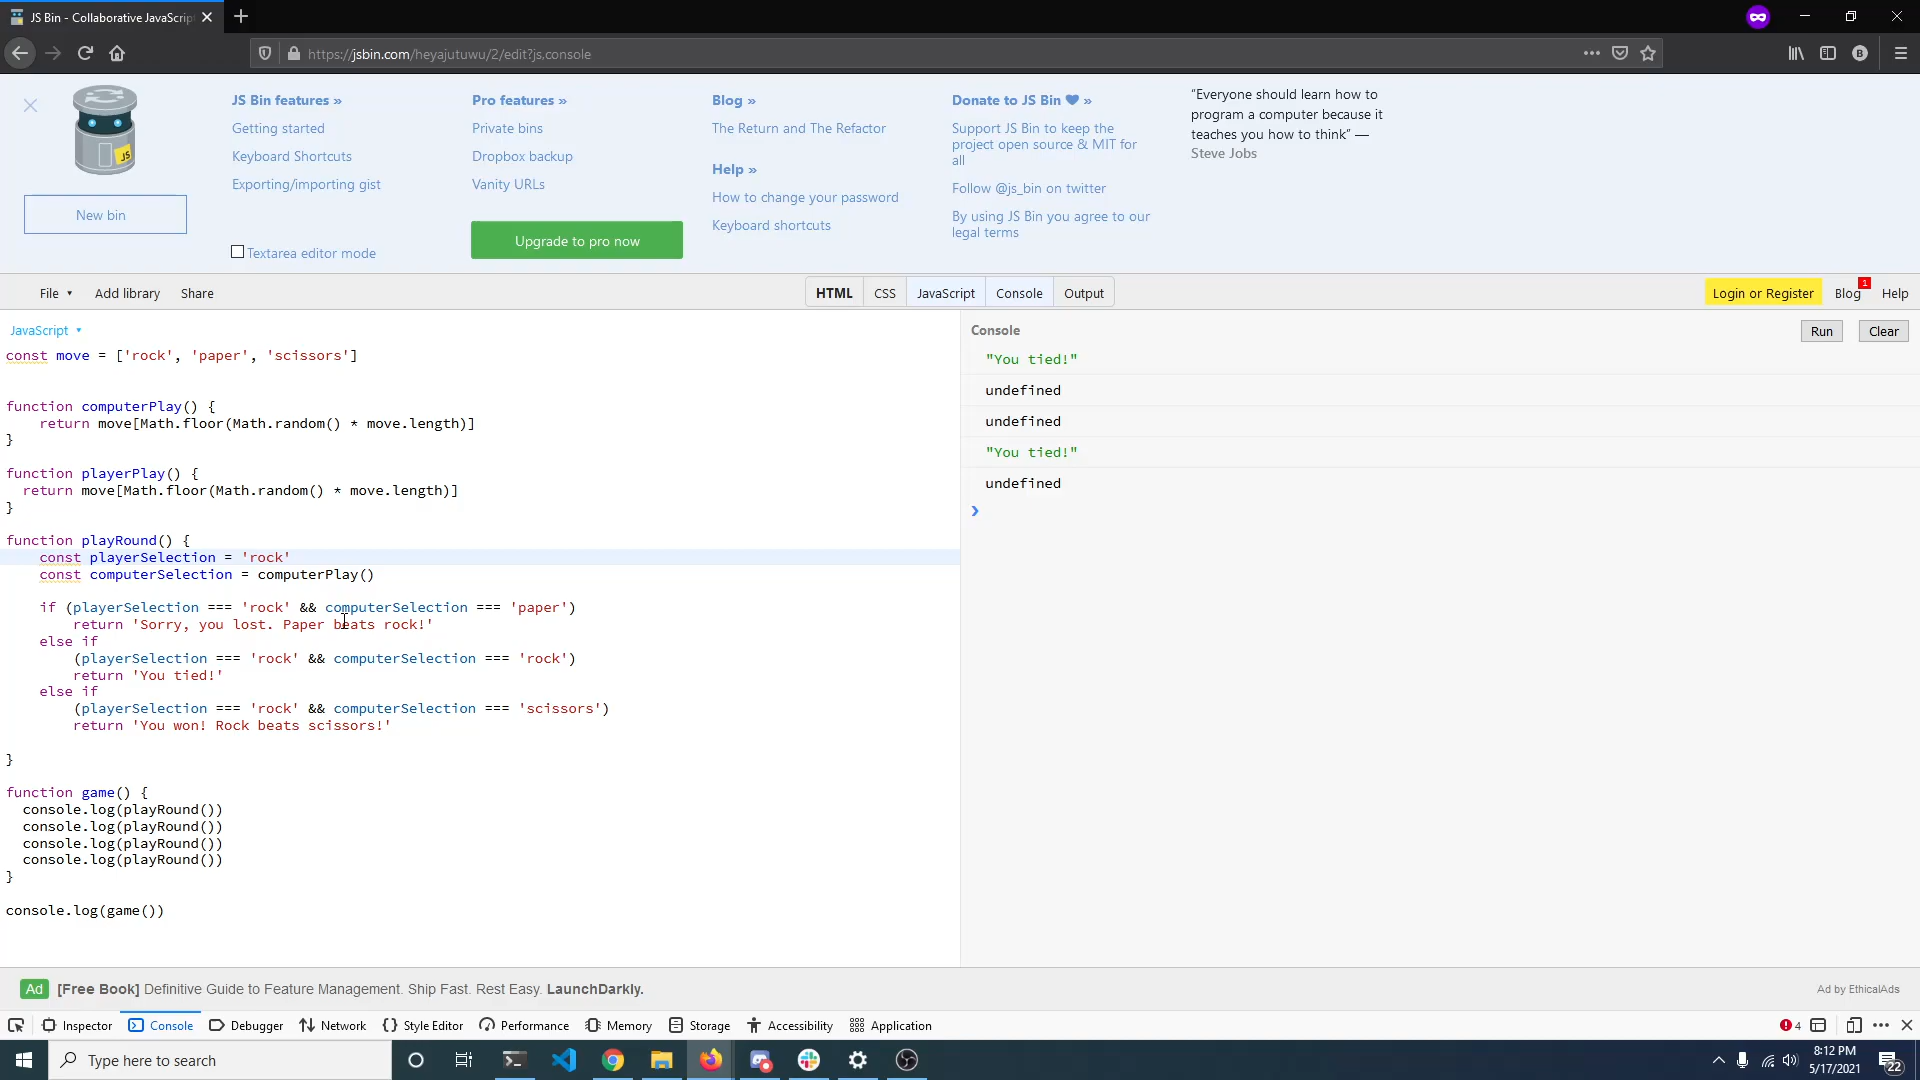 JS Bin - Collaborative JavaScrip
https://jsbin.com/heyajutuwu/2/edit?js,console
JS Bin features »
Getting started
Keyboard Shortcuts
Exporting/importing gist
Textarea editor mode
New bin
JS
Pro features »
Private bins
Dropbox backup
Vanity URLs
Upgrade to pro now
Blog »
The Return and The Refactor
Help »
How to change your password
Keyboard shortcuts
Donate to JS Bin ♥ »
Support JS Bin to keep the
project open source & MIT for
all
Follow @js_bin on twitter
By using JS Bin you agree to our
legal terms
“Everyone should learn how to
program a computer because it
teaches you how to think” —
Steve Jobs
File Add library Share HTML CSS JavaScript Console Output Login or Register Blog 1 Help
JavaScript
const move = ['rock', 'paper', 'scissors']
function computerPlay() {
    return move[Math.floor(Math.random() * move.length)]
}
function playerPlay() {
  return move[Math.floor(Math.random() * move.length)]
}
function playRound() {
    const playerSelection = 'rock'
    const computerSelection = computerPlay()
    if (playerSelection === 'rock' && computerSelection === 'paper')
        return 'Sorry, you lost. Paper beats rock!'
    else if
        (playerSelection === 'rock' && computerSelection === 'rock')
        return 'You tied!'
    else if
        (playerSelection === 'rock' && computerSelection === 'scissors')
        return 'You won! Rock beats scissors!'
}
function game() {
  console.log(playRound())
  console.log(playRound())
  console.log(playRound())
  console.log(playRound())
}
console.log(game())
Console Run Clear
"You tied!"
undefined
undefined
"You tied!"
undefined
Ad [Free Book] Definitive Guide to Feature Management. Ship Fast. Rest Easy. LaunchDarkly. Ad by EthicalAds
Inspector Console Debugger Network Style Editor Performance Memory Storage Accessibility Application 4
Type here to search
8:12 PM
5/17/2021
22